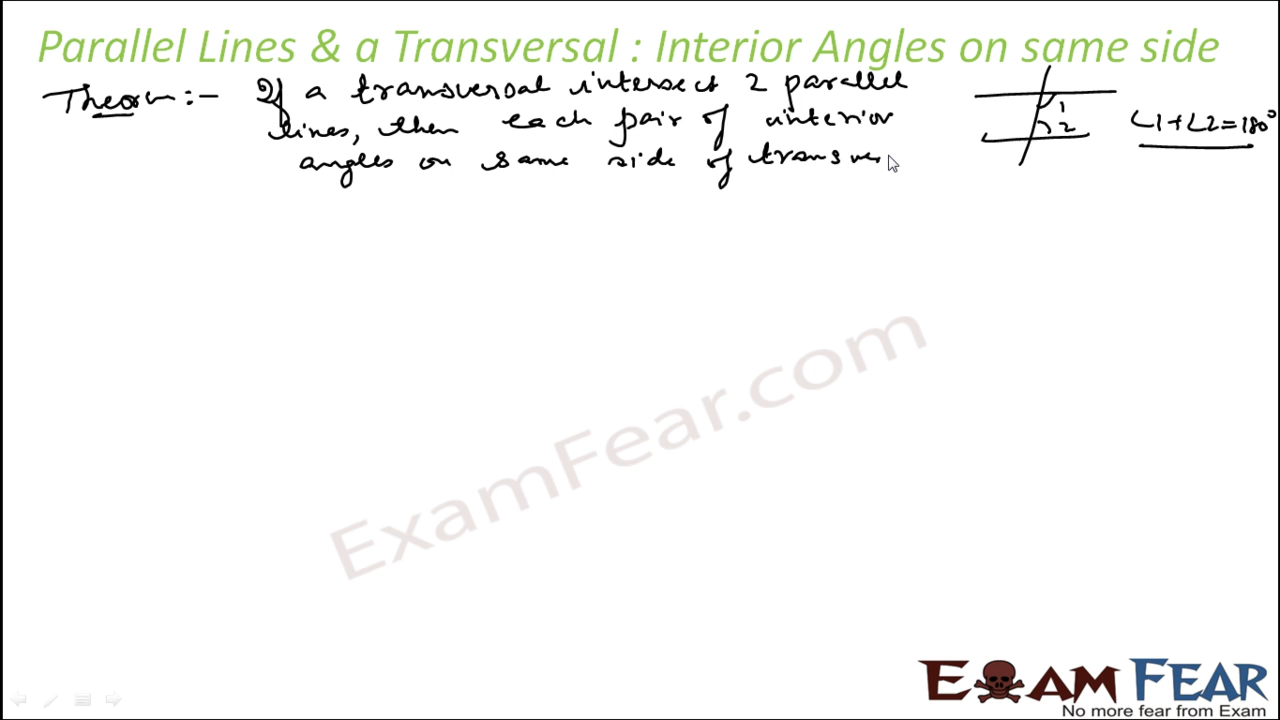 Parallel Lines & a Transversal : Interior Angles on same side
Theorm :- If a transversal intersect 2 parallel
lines, then each pair of interior
angles on same side of transver
1
2
∠1+∠2=180°
ExamFear.com
EXAM FEAR
No more fear from Exam